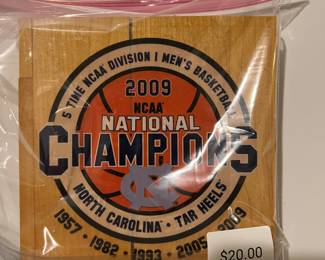 5 TIME NCAA DIVISION I MEN'S BASKETBALL
2009
NCAA
NATIONAL
CHAMPIONS
NC
NORTH CAROLINA • TAR HEELS
1957 • 1982 • 1993 • 2005 • 2009
$20.00